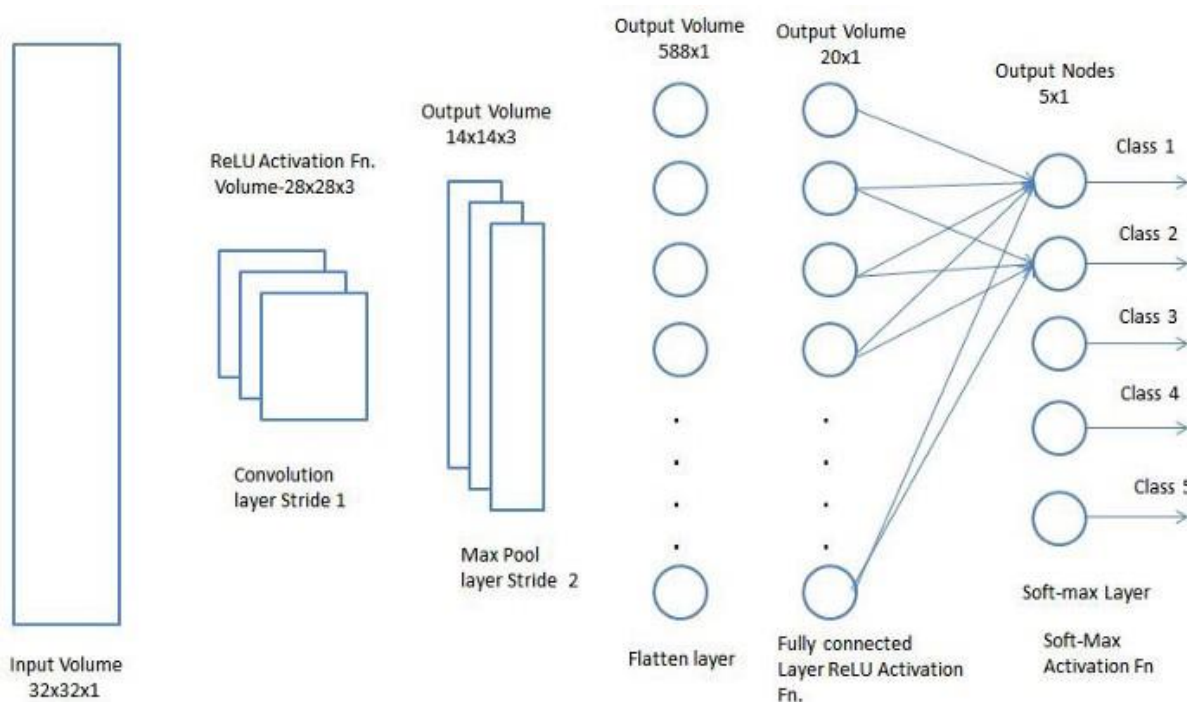 Input Volume
32x32x1
ReLU Activation Fn.
Volume-28x28x3
Convolution
layer Stride 1
Output Volume
14x14x3
Max Pool
layer Stride 2
Output Volume
588x1
Flatten layer
Output Volume
20x1
Fully connected
Layer ReLU Activation
Fn.
Output Nodes
5x1
Class 1
Class 2
Class 3
Class 4
Class 5
Soft-max Layer
Soft-Max
Activation Fn